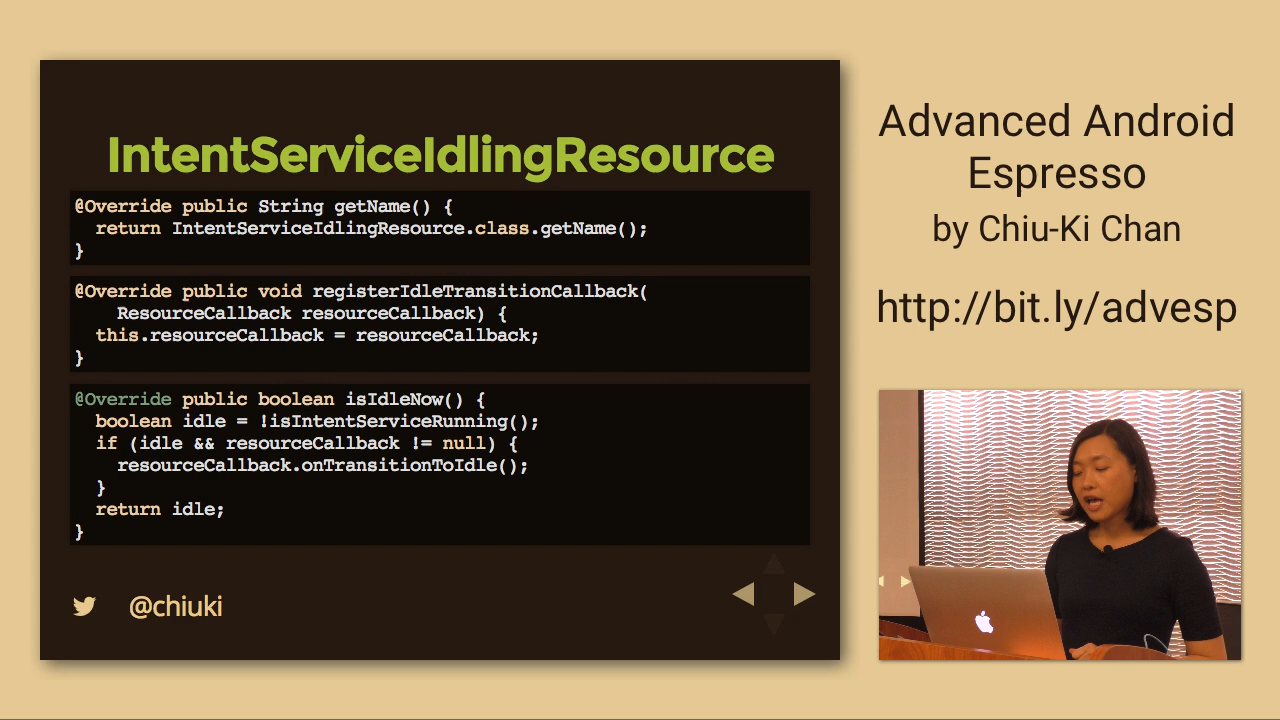 IntentServiceIdlingResource
@Override public String getName() {
  return IntentServiceIdlingResource.class.getName();
}
@Override public void registerIdleTransitionCallback(
    ResourceCallback resourceCallback) {
  this.resourceCallback = resourceCallback;
}
@Override public boolean isIdleNow() {
  boolean idle = !isIntentServiceRunning();
  if (idle && resourceCallback != null) {
    resourceCallback.onTransitionToIdle();
  }
  return idle;
}
@chiuki
Advanced Android
Espresso
by Chiu-Ki Chan
http://bit.ly/advesp